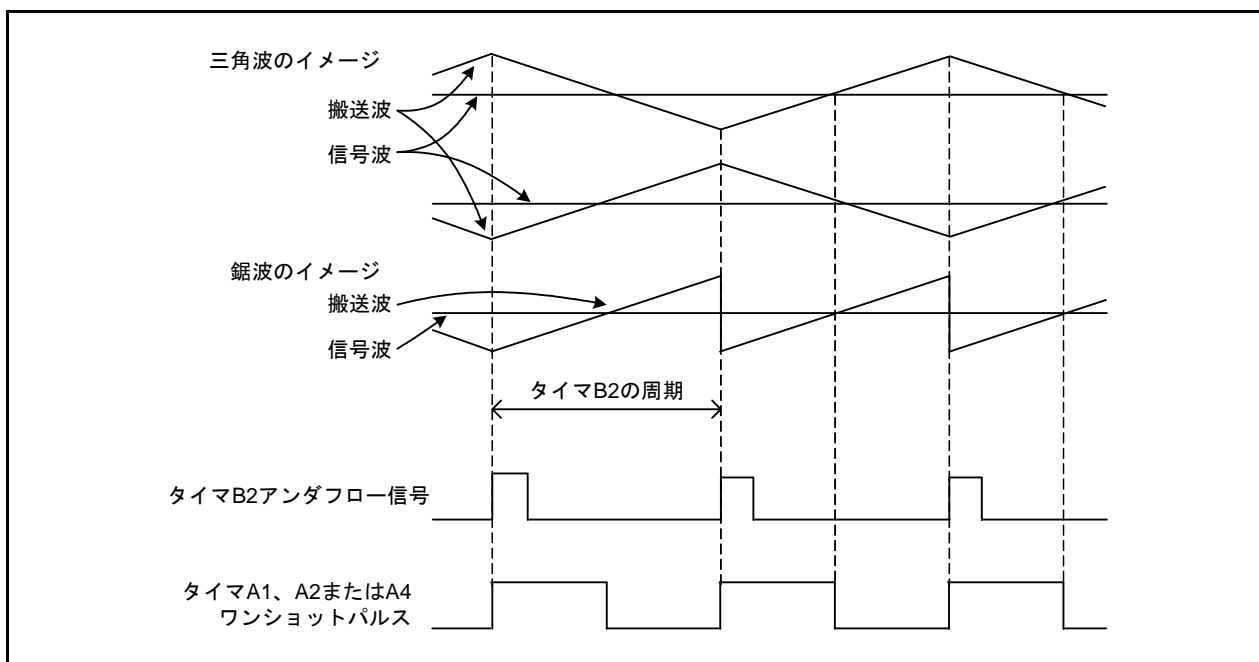 三角波のイメージ
搬送波
信号波
鋸波のイメージ
搬送波
信号波
タイマB2の周期
タイマB2アンダフロー信号
タイマA1、A2またはA4
ワンショットパルス